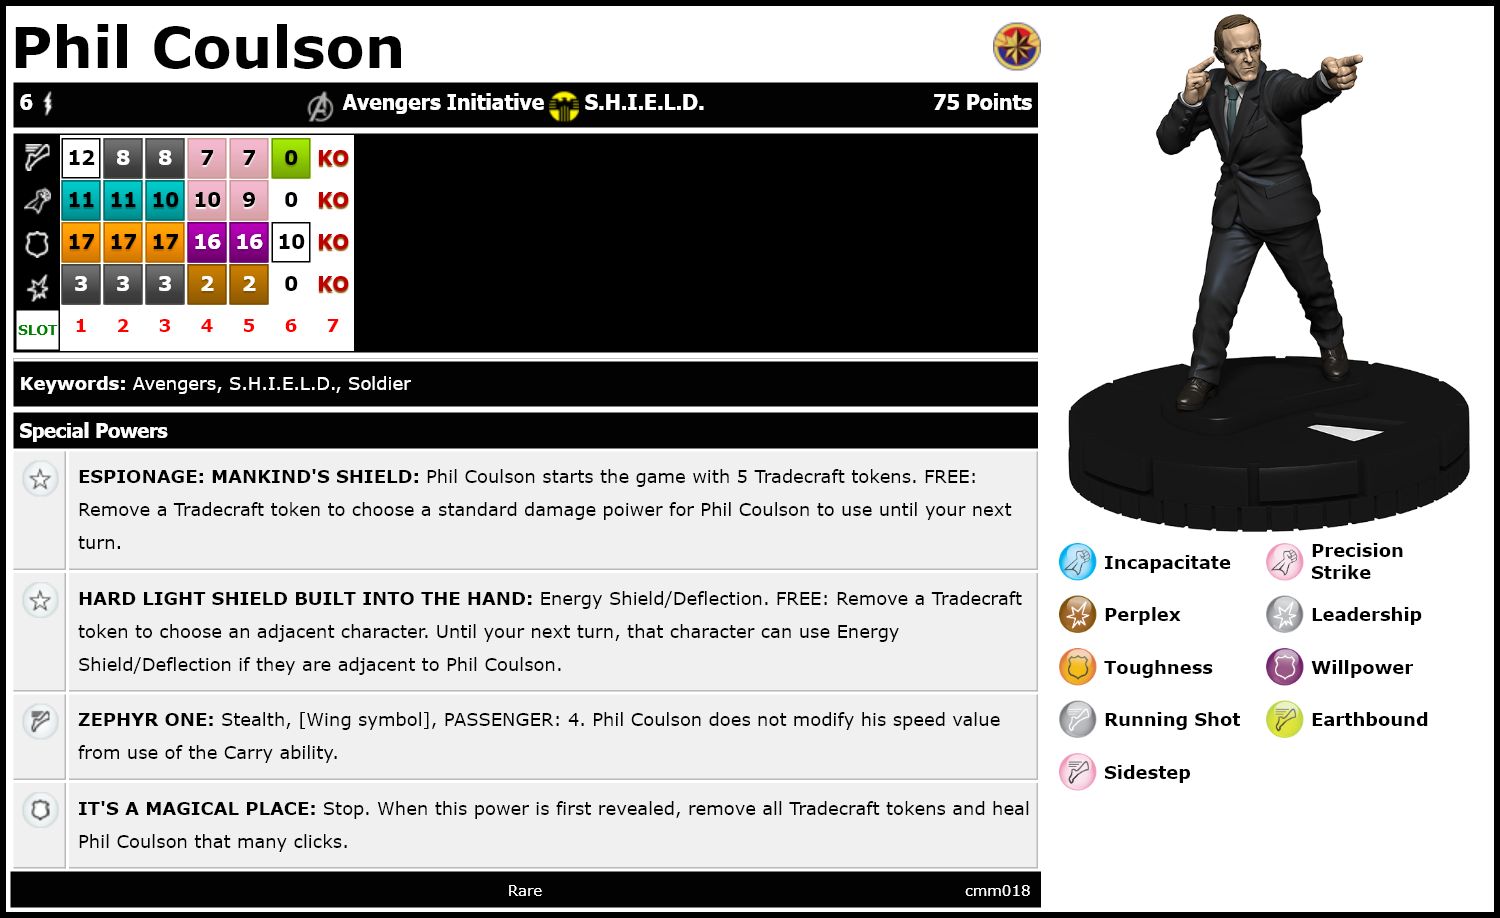 Phil Coulson
6 Avengers Initiative S.H.I.E.L.D. 75 Points
12 8 8 7 7 0 KO
11 11 10 10 9 0 KO
17 17 17 16 16 10 KO
3 3 3 2 2 0 KO
SLOT 1 2 3 4 5 6 7
Keywords: Avengers, S.H.I.E.L.D., Soldier
Special Powers
ESPIONAGE: MANKIND'S SHIELD: Phil Coulson starts the game with 5 Tradecraft tokens. FREE:
Remove a Tradecraft token to choose a standard damage poiwer for Phil Coulson to use until your next
turn.
HARD LIGHT SHIELD BUILT INTO THE HAND: Energy Shield/Deflection. FREE: Remove a Tradecraft
token to choose an adjacent character. Until your next turn, that character can use Energy
Shield/Deflection if they are adjacent to Phil Coulson.
ZEPHYR ONE: Stealth, [Wing symbol], PASSENGER: 4. Phil Coulson does not modify his speed value
from use of the Carry ability.
IT'S A MAGICAL PLACE: Stop. When this power is first revealed, remove all Tradecraft tokens and heal
Phil Coulson that many clicks.
Rare cmm018
Incapacitate
Precision
Strike
Perplex
Leadership
Toughness
Willpower
Running Shot
Earthbound
Sidestep